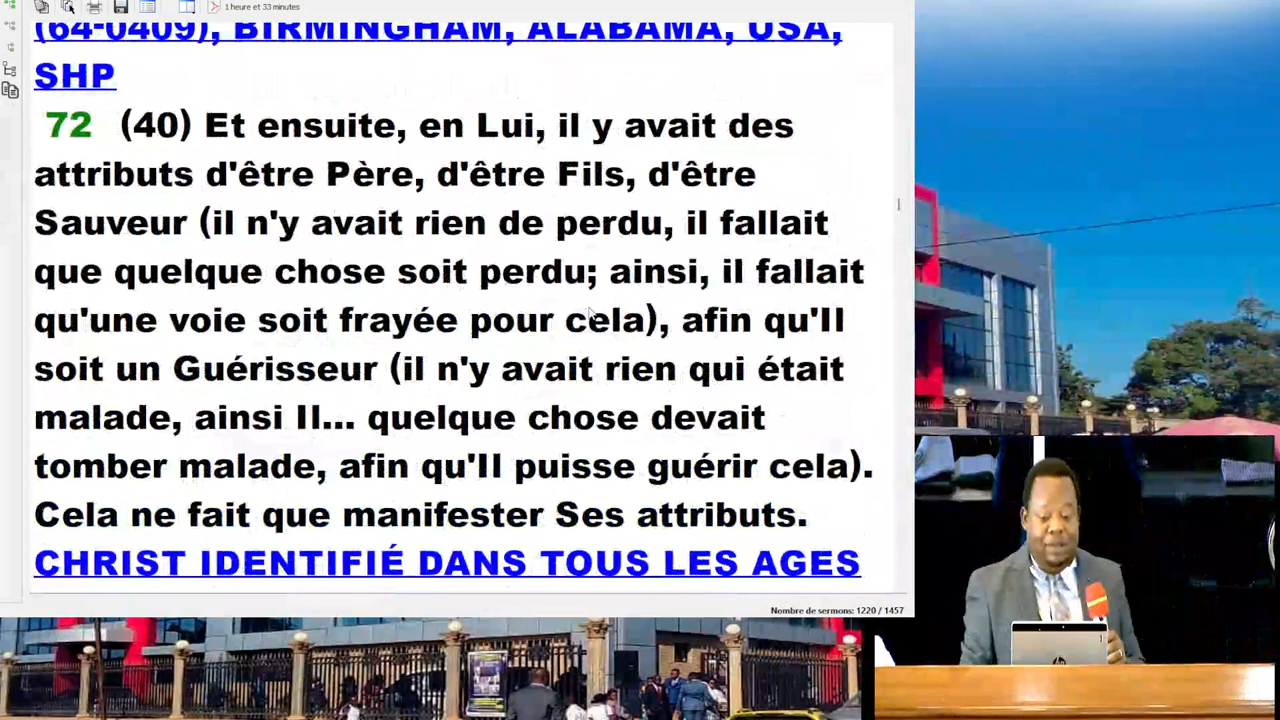 1 heure et 33 minutes
(64-0409), BIRMINGHAM, ALABAMA, USA,
SHP
72 (40) Et ensuite, en Lui, il y avait des
attributs d'être Père, d'être Fils, d'être
Sauveur (il n'y avait rien de perdu, il fallait
que quelque chose soit perdu; ainsi, il fallait
qu'une voie soit frayée pour cela), afin qu'Il
soit un Guérisseur (il n'y avait rien qui était
malade, ainsi Il... quelque chose devait
tomber malade, afin qu'Il puisse guérir cela).
Cela ne fait que manifester Ses attributs.
CHRIST IDENTIFIÉ DANS TOUS LES AGES
Nombre de sermons: 1220 / 1457